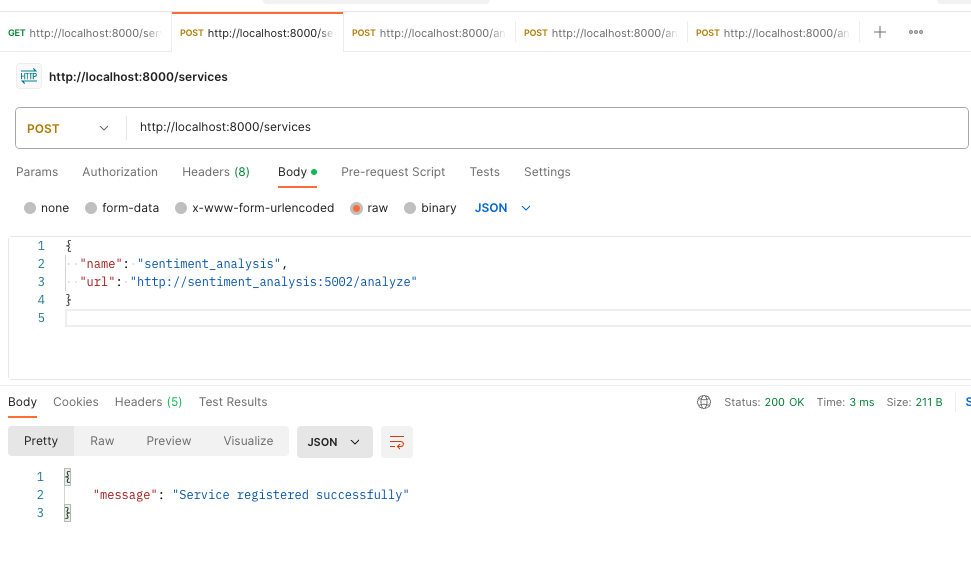 GET http://localhost:8000/ser
POST http://localhost:8000/se
POST http://localhost:8000/an
POST http://localhost:8000/an
POST http://localhost:8000/an
HTTP http://localhost:8000/services
POST http://localhost:8000/services
Params Authorization Headers (8) Body Pre-request Script Tests Settings
none form-data x-www-form-urlencoded raw binary JSON
1 {
2 "name": "sentiment_analysis",
3 "url": "http://sentiment_analysis:5002/analyze"
4 }
5
Body Cookies Headers (5) Test Results Status: 200 OK Time: 3 ms Size: 211 B S
Pretty Raw Preview Visualize JSON
1 {
2 "message": "Service registered successfully"
3 }